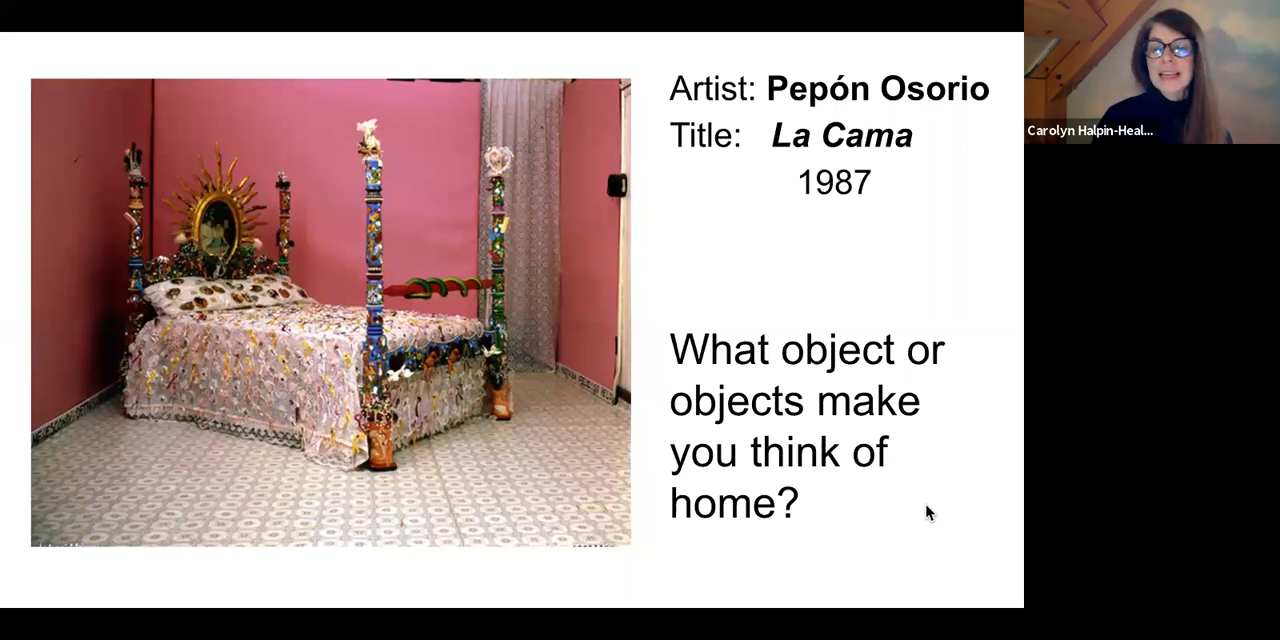 Artist: Pepón Osorio
Title: La Cama
1987
What object or
objects make
you think of
home?
Carolyn Halpin-Heal...